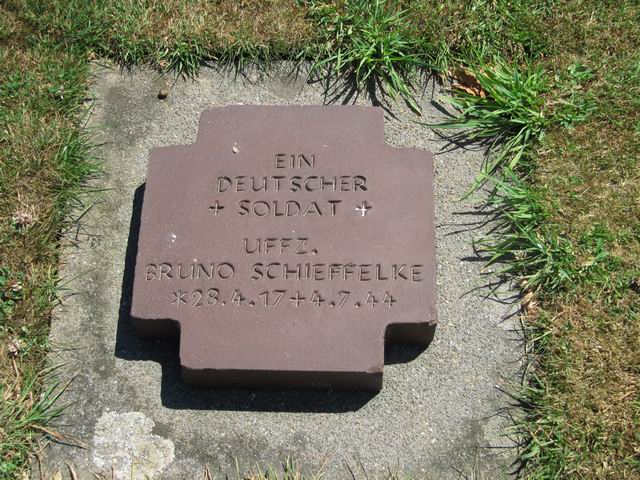 EIN
DEUTSCHER
+ SOLDAT +
UFFZ.
BRUNO SCHIEFFELKE
*28.4.17+4.7.44